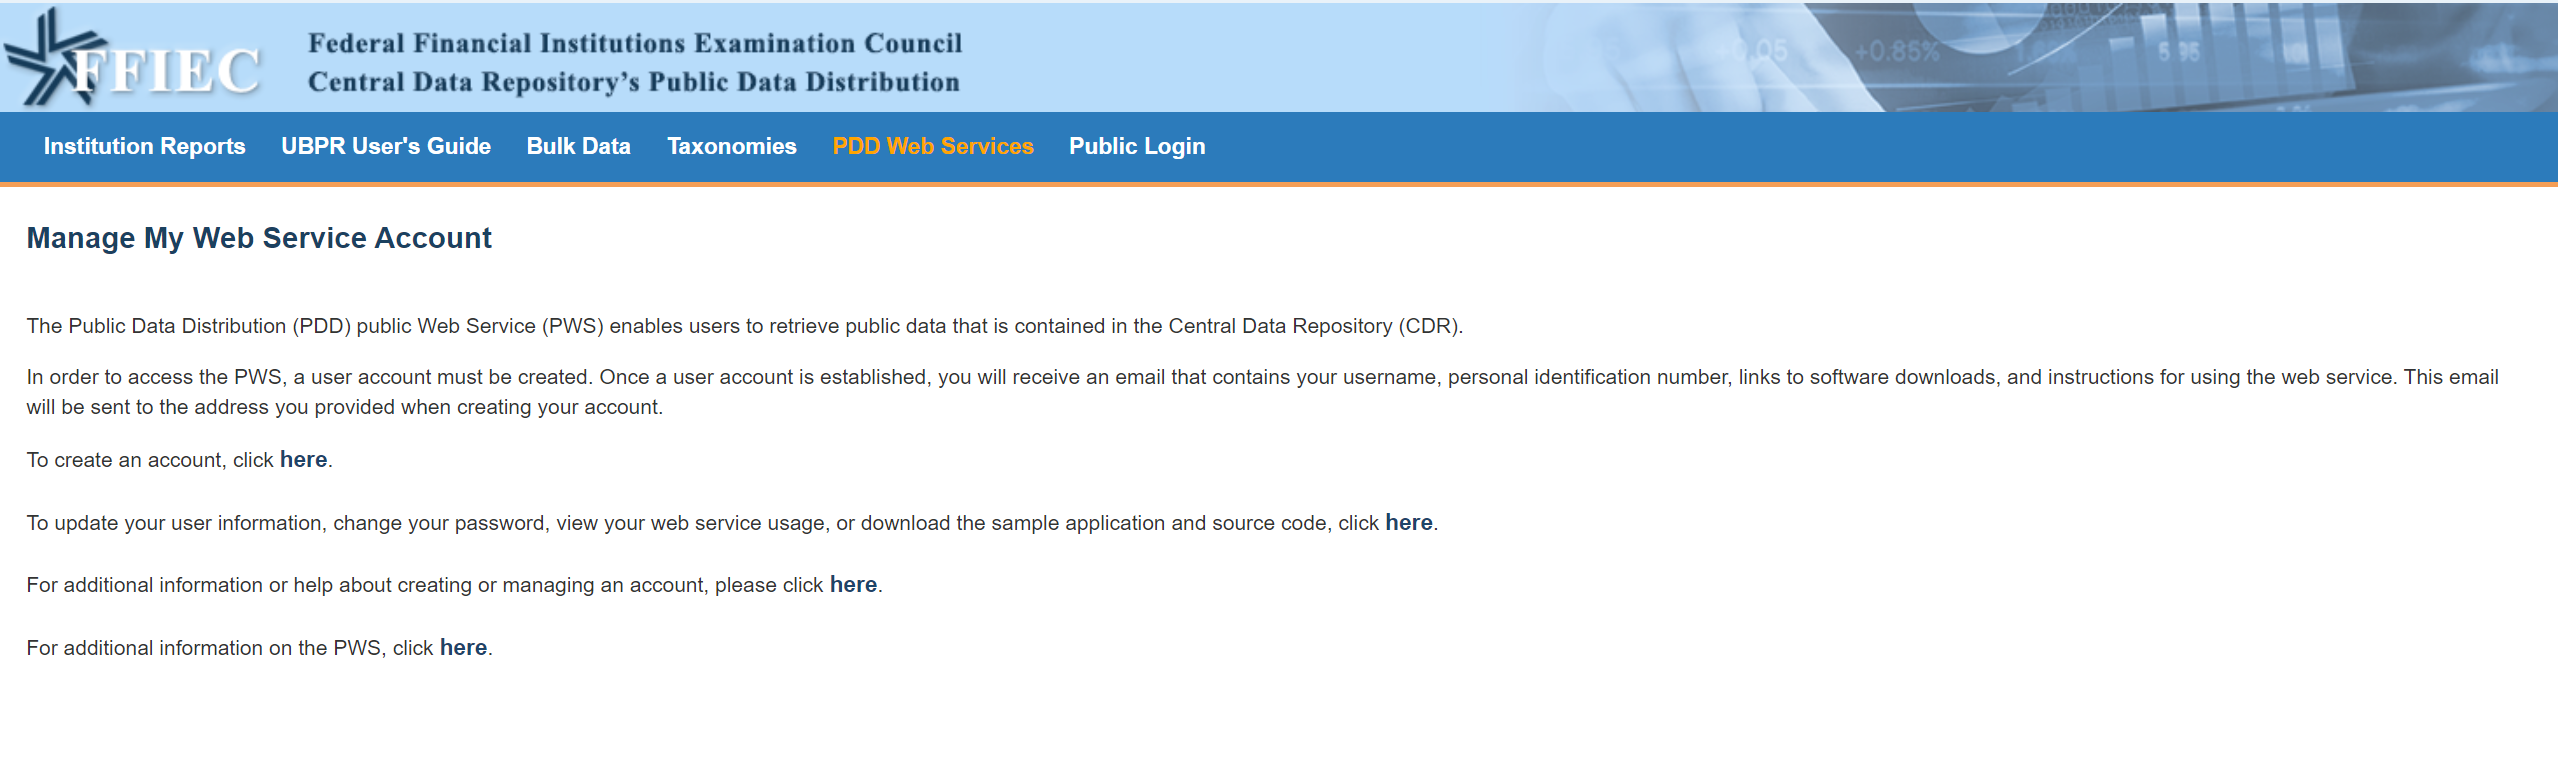 FFIEC
Federal Financial Institutions Examination Council
Central Data Repository's Public Data Distribution
+0.05
+0.85%
5.95
Institution Reports UBPR User's Guide Bulk Data Taxonomies PDD Web Services Public Login
Manage My Web Service Account
The Public Data Distribution (PDD) public Web Service (PWS) enables users to retrieve public data that is contained in the Central Data Repository (CDR).
In order to access the PWS, a user account must be created. Once a user account is established, you will receive an email that contains your username, personal identification number, links to software downloads, and instructions for using the web service. This email
will be sent to the address you provided when creating your account.
To create an account, click here.
To update your user information, change your password, view your web service usage, or download the sample application and source code, click here.
For additional information or help about creating or managing an account, please click here.
For additional information on the PWS, click here.